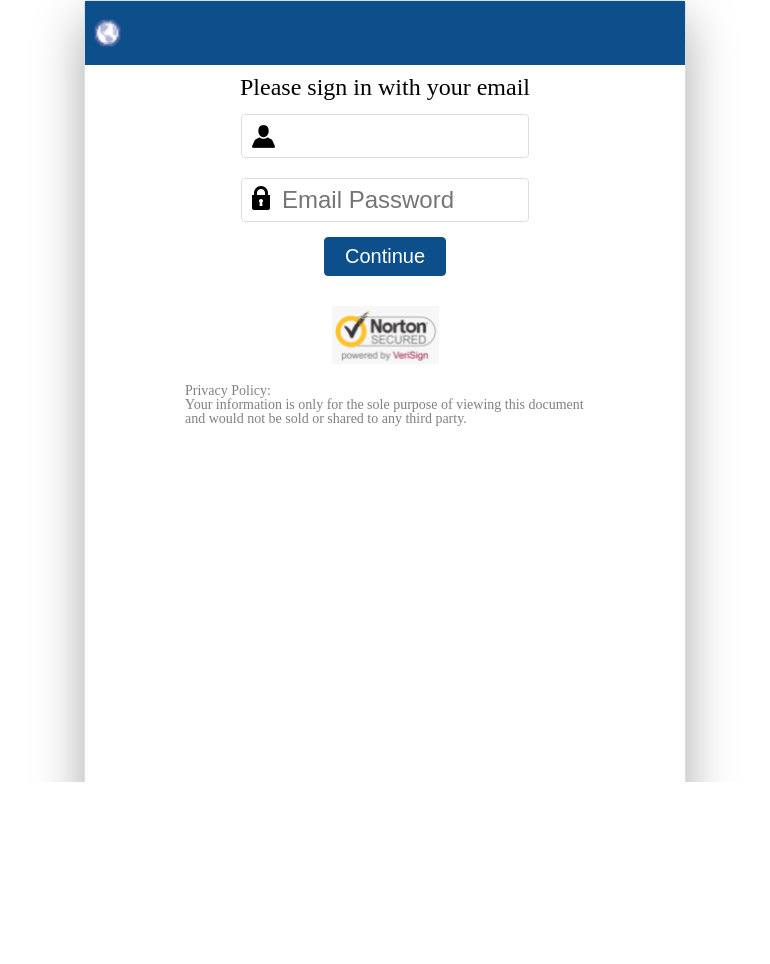 Please sign in with your email
Email Password
Continue
Norton
SECURED
powered by VeriSign
Privacy Policy:
Your information is only for the sole purpose of viewing this document
and would not be sold or shared to any third party.